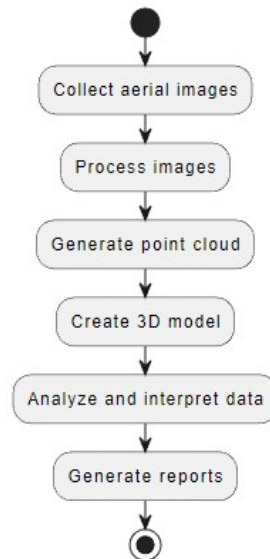 Collect aerial images
Process images
Generate point cloud
Create 3D model
Analyze and interpret data
Generate reports